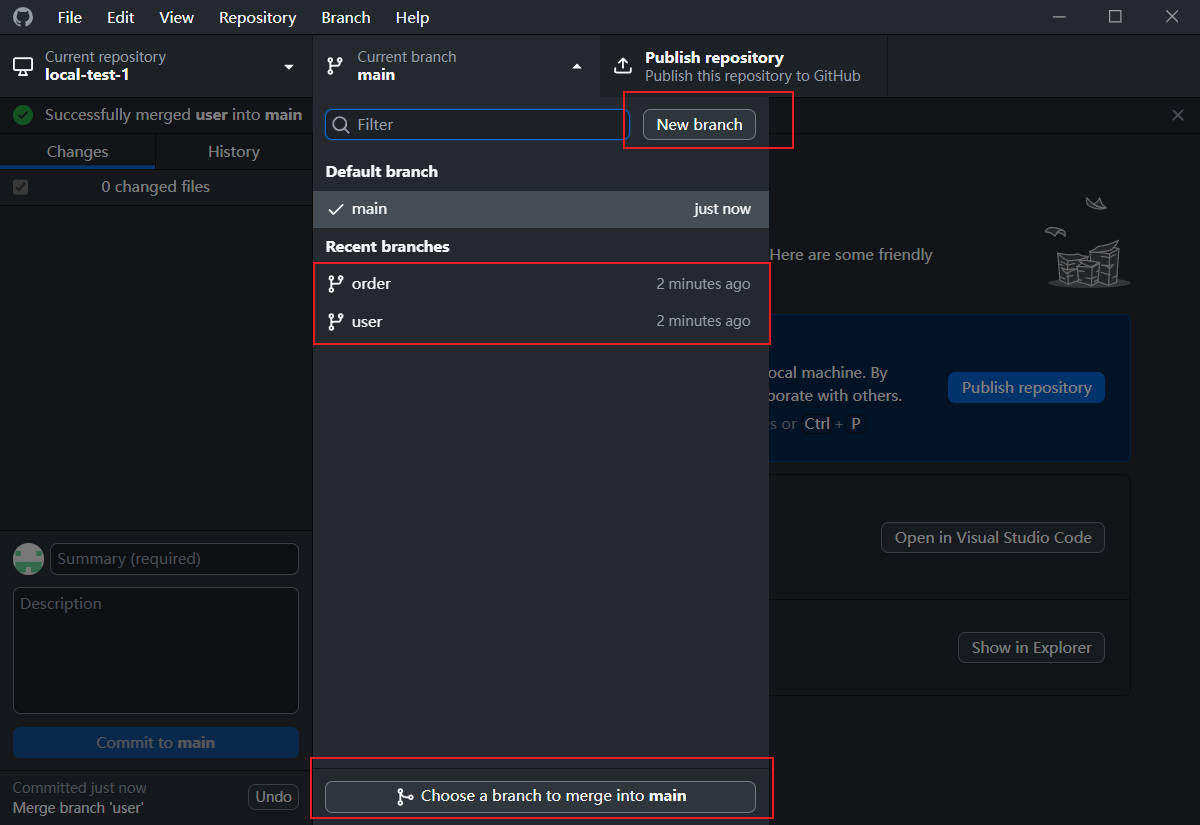 File Edit View Repository Branch Help
Current repository
local-test-1
Current branch
main
Publish repository
Publish this repository to GitHub
Successfully merged user into main
Changes History
0 changed files
Filter
New branch
Default branch
main just now
Recent branches
order 2 minutes ago
user 2 minutes ago
Choose a branch to merge into main
Here are some friendly
ocal machine. By
borate with others.
s or Ctrl + P
Publish repository
Open in Visual Studio Code
Show in Explorer
Summary (required)
Description
Commit to main
Committed just now
Merge branch 'user'
Undo